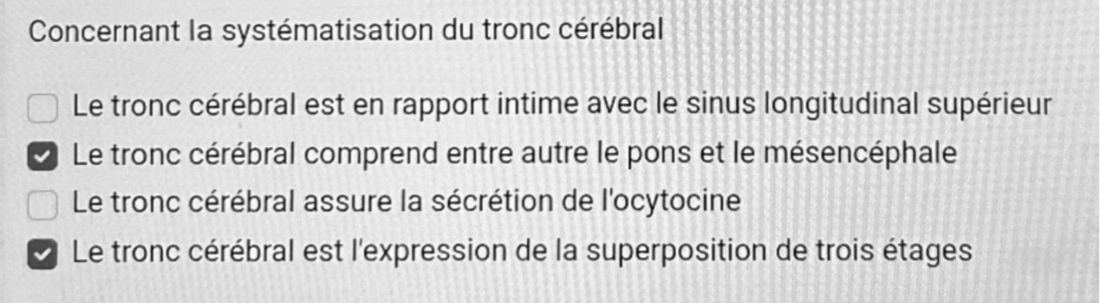 Concernant la systématisation du tronc cérébral
Le tronc cérébral est en rapport intime avec le sinus longitudinal supérieur
Le tronc cérébral comprend entre autre le pons et le mésencéphale
Le tronc cérébral assure la sécrétion de l'ocytocine
Le tronc cérébral est l'expression de la superposition de trois étages